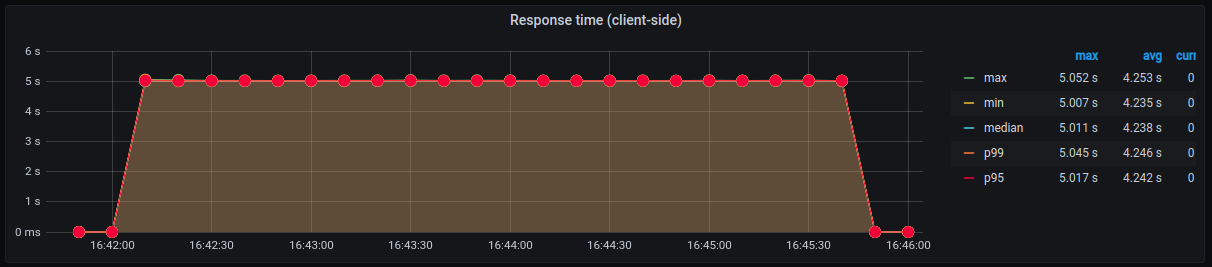 Response time (client-side)
6 s
5 s
4 s
3 s
2 s
1 s
0 ms
16:42:00 16:42:30 16:43:00 16:43:30 16:44:00 16:44:30 16:45:00 16:45:30 16:46:00
max avg curr
max 5.052 s 4.253 s 0
min 5.007 s 4.235 s 0
median 5.011 s 4.238 s 0
p99 5.045 s 4.246 s 0
p95 5.017 s 4.242 s 0